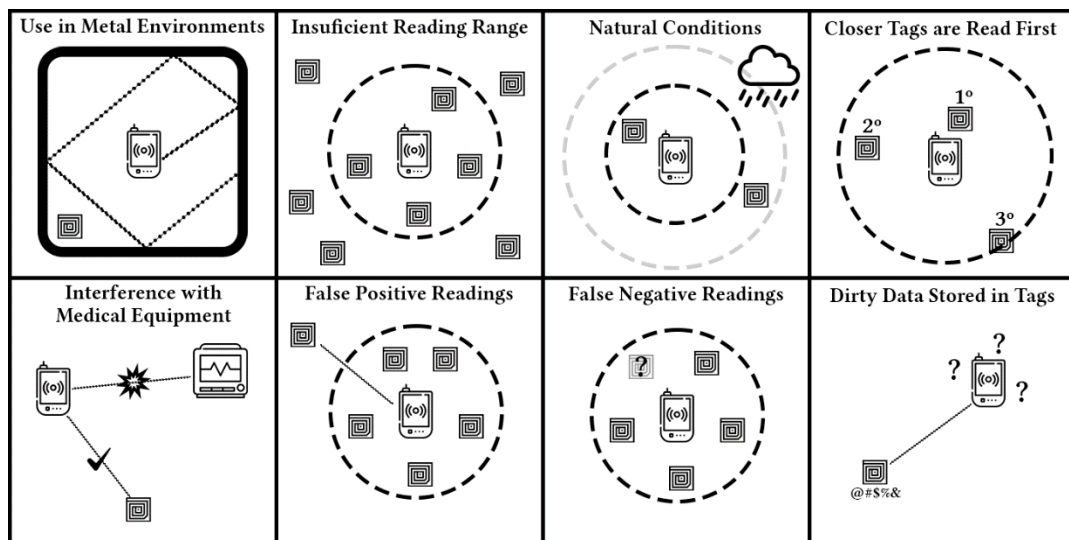 Use in Metal Environments
Insuficient Reading Range
Natural Conditions
Closer Tags are Read First
1º
2º
3º
Interference with
Medical Equipment
False Positive Readings
False Negative Readings
?
Dirty Data Stored in Tags
?
?
?
@#$%&